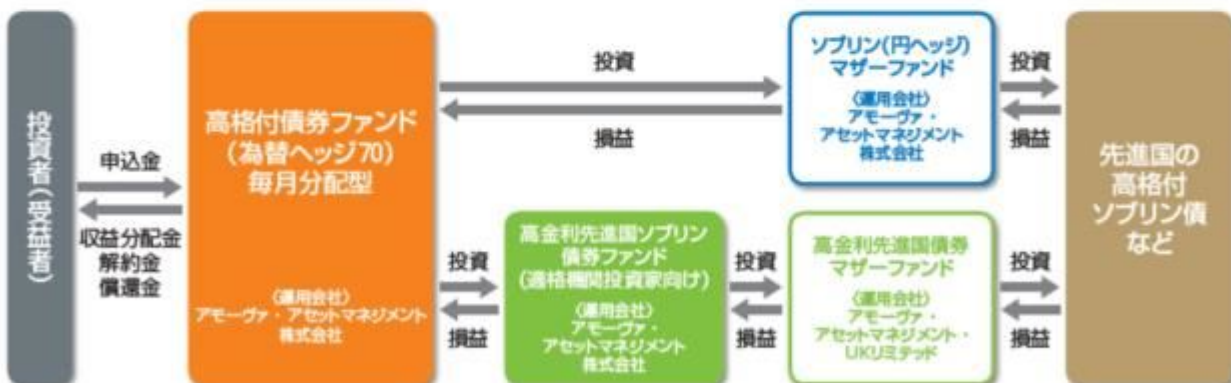 投資者(受益者)
申込金
収益分配金
解約金
償還金
高格付債券ファンド
(為替ヘッジ70)
毎月分配型
〈運用会社〉
アモーヴァ・アセットマネジメント
株式会社
投資
損益
ソブリン(円ヘッジ)
マザーファンド
〈運用会社〉
アモーヴァ・
アセットマネジメント
株式会社
投資
損益
投資
損益
高金利先進国ソブリン
債券ファンド
(適格機関投資家向け)
〈運用会社〉
アモーヴァ・
アセットマネジメント
株式会社
投資
損益
高金利先進国債券
マザーファンド
〈運用会社〉
アモーヴァ・
アセットマネジメント・
UKリミテッド
投資
損益
先進国の
高格付
ソブリン債
など